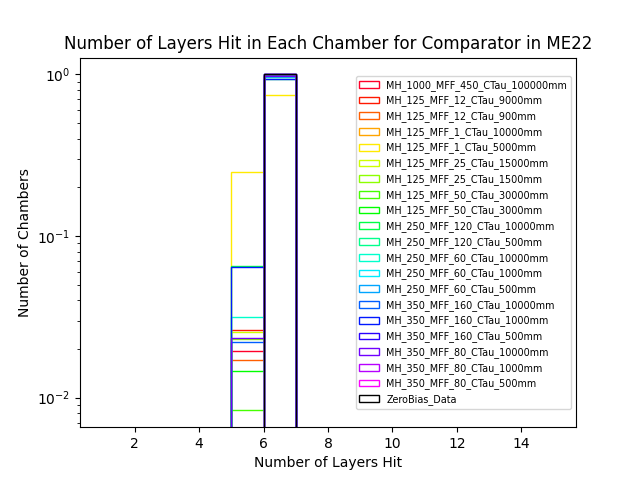 Number of Layers Hit in Each Chamber for Comparator in ME22
Number of Chambers
10⁰
10⁻¹
10⁻²
MH_1000_MFF_450_CTau_100000mm
MH_125_MFF_12_CTau_9000mm
MH_125_MFF_12_CTau_900mm
MH_125_MFF_1_CTau_10000mm
MH_125_MFF_1_CTau_5000mm
MH_125_MFF_25_CTau_15000mm
MH_125_MFF_25_CTau_1500mm
MH_125_MFF_50_CTau_30000mm
MH_125_MFF_50_CTau_3000mm
MH_250_MFF_120_CTau_10000mm
MH_250_MFF_120_CTau_500mm
MH_250_MFF_60_CTau_10000mm
MH_250_MFF_60_CTau_1000mm
MH_250_MFF_60_CTau_500mm
MH_350_MFF_160_CTau_10000mm
MH_350_MFF_160_CTau_1000mm
MH_350_MFF_160_CTau_500mm
MH_350_MFF_80_CTau_10000mm
MH_350_MFF_80_CTau_1000mm
MH_350_MFF_80_CTau_500mm
ZeroBias_Data
2 4 6 8 10 12 14
Number of Layers Hit